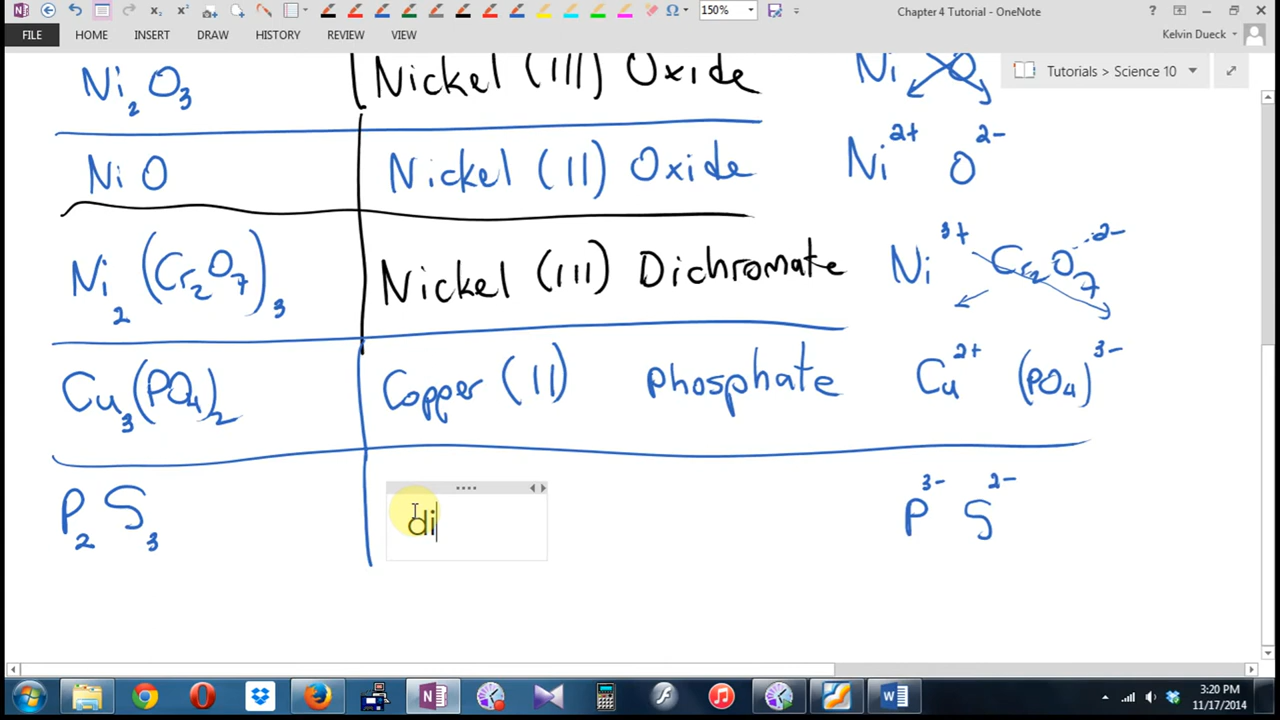 150%
Chapter 4 Tutorial - OneNote
FILE HOME INSERT DRAW HISTORY REVIEW VIEW
Kelvin Dueck
Tutorials > Science 10
Ni2O3 Nickel (III) Oxide Ni O
NiO Nickel (II) Oxide Ni2+ O2-
Ni2(Cr2O7)3 Nickel (III) Dichromate Ni3+ Cr2O7 2-
Cu3(PO4)2 Copper (II) phosphate Cu2+ (PO4)3-
P2S3 di P3- S2-
3:20 PM
11/17/2014